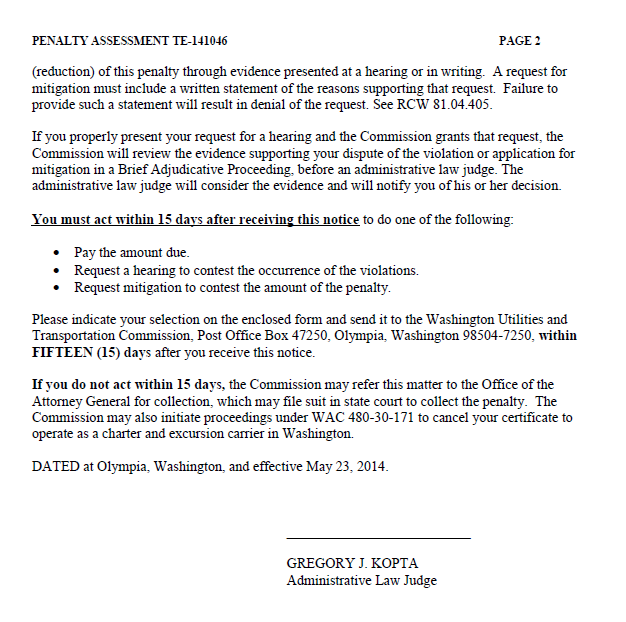 PENALTY ASSESSMENT TE-141046 PAGE 2
(reduction) of this penalty through evidence presented at a hearing or in writing. A request for
mitigation must include a written statement of the reasons supporting that request. Failure to
provide such a statement will result in denial of the request. See RCW 81.04.405.
If you properly present your request for a hearing and the Commission grants that request, the
Commission will review the evidence supporting your dispute of the violation or application for
mitigation in a Brief Adjudicative Proceeding, before an administrative law judge. The
administrative law judge will consider the evidence and will notify you of his or her decision.
You must act within 15 days after receiving this notice to do one of the following:
• Pay the amount due.
• Request a hearing to contest the occurrence of the violations.
• Request mitigation to contest the amount of the penalty.
Please indicate your selection on the enclosed form and send it to the Washington Utilities and
Transportation Commission, Post Office Box 47250, Olympia, Washington 98504-7250, within
FIFTEEN (15) days after you receive this notice.
If you do not act within 15 days, the Commission may refer this matter to the Office of the
Attorney General for collection, which may file suit in state court to collect the penalty. The
Commission may also initiate proceedings under WAC 480-30-171 to cancel your certificate to
operate as a charter and excursion carrier in Washington.
DATED at Olympia, Washington, and effective May 23, 2014.
GREGORY J. KOPTA
Administrative Law Judge